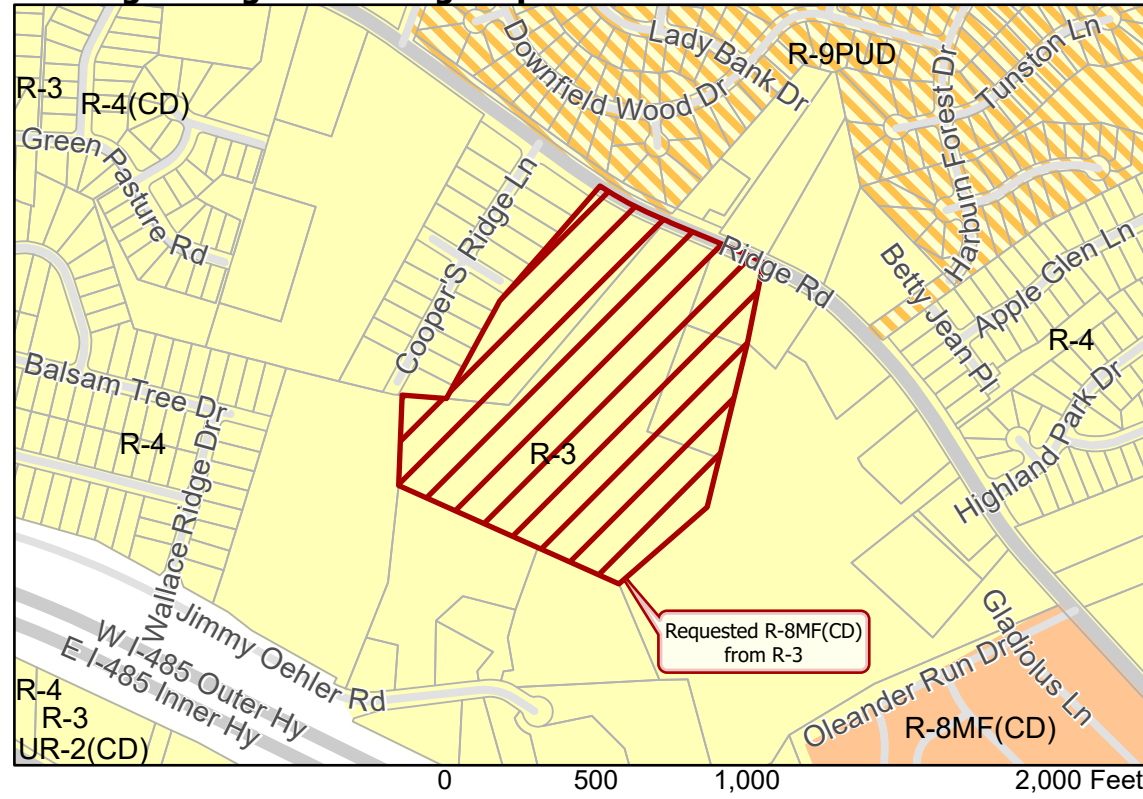 Lady Bank Dr
R-9PUD
Downfield Wood Dr
Tunston Ln
Harburn Forest Dr
R-3
R-4(CD)
Green Pasture Rd
Cooper'S Ridge Ln
Ridge Rd
Betty Jean Pl
Apple Glen Ln
R-4
Highland Park Dr
Balsam Tree Dr
R-4
Wallace Ridge Dr
R-3
Jimmy Oehler Rd
W I-485 Outer Hy
E I-485 Inner Hy
Requested R-8MF(CD)
from R-3
Gladiolus Ln
Oleander Run Dr
R-8MF(CD)
R-4
R-3
UR-2(CD)
0 500 1,000 2,000 Feet